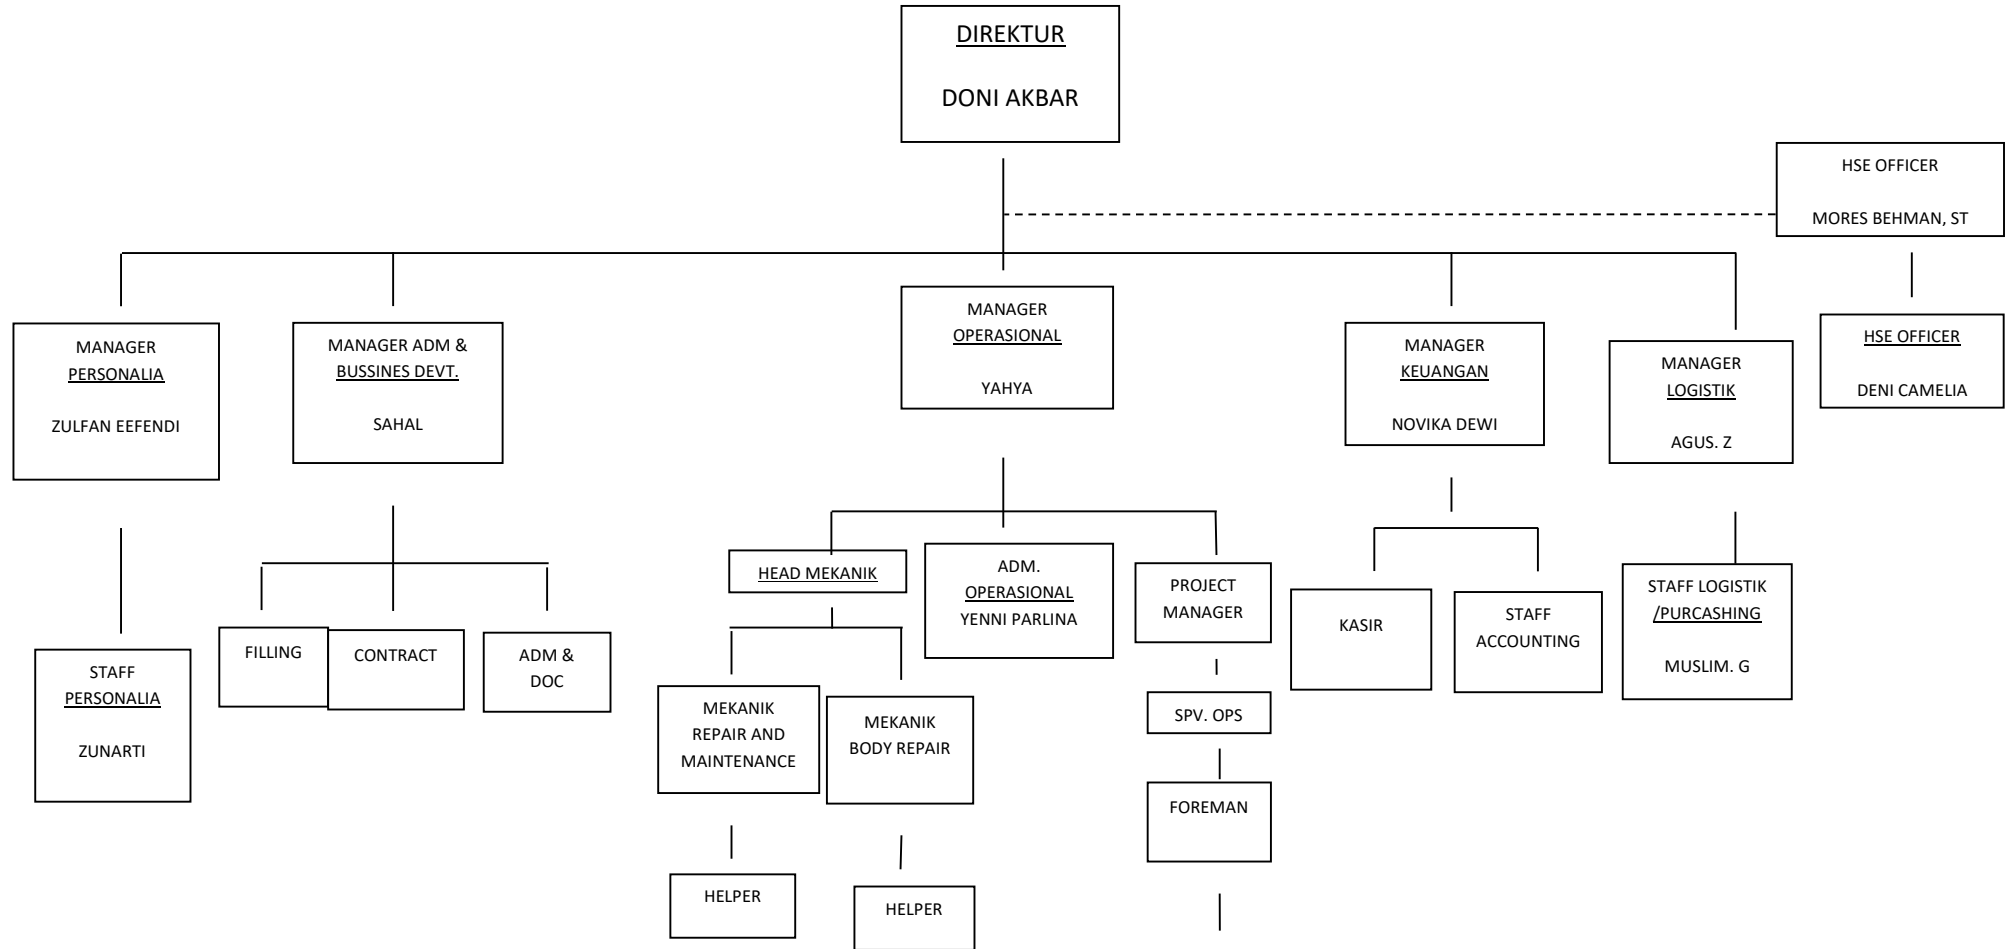 DIREKTUR
DONI AKBAR
HSE OFFICER
MORES BEHMAN, ST
MANAGER
PERSONALIA
ZULFAN EEFENDI
MANAGER ADM &
BUSSINES DEVT.
SAHAL
MANAGER
OPERASIONAL
YAHYA
MANAGER
KEUANGAN
NOVIKA DEWI
MANAGER
LOGISTIK
AGUS. Z
HSE OFFICER
DENI CAMELIA
STAFF
PERSONALIA
ZUNARTI
FILLING
CONTRACT
ADM &
DOC
HEAD MEKANIK
ADM.
OPERASIONAL
YENNI PARLINA
PROJECT
MANAGER
KASIR
STAFF
ACCOUNTING
STAFF LOGISTIK
/PURCASHING
MUSLIM. G
MEKANIK
REPAIR AND
MAINTENANCE
MEKANIK
BODY REPAIR
SPV. OPS
FOREMAN
HELPER
HELPER